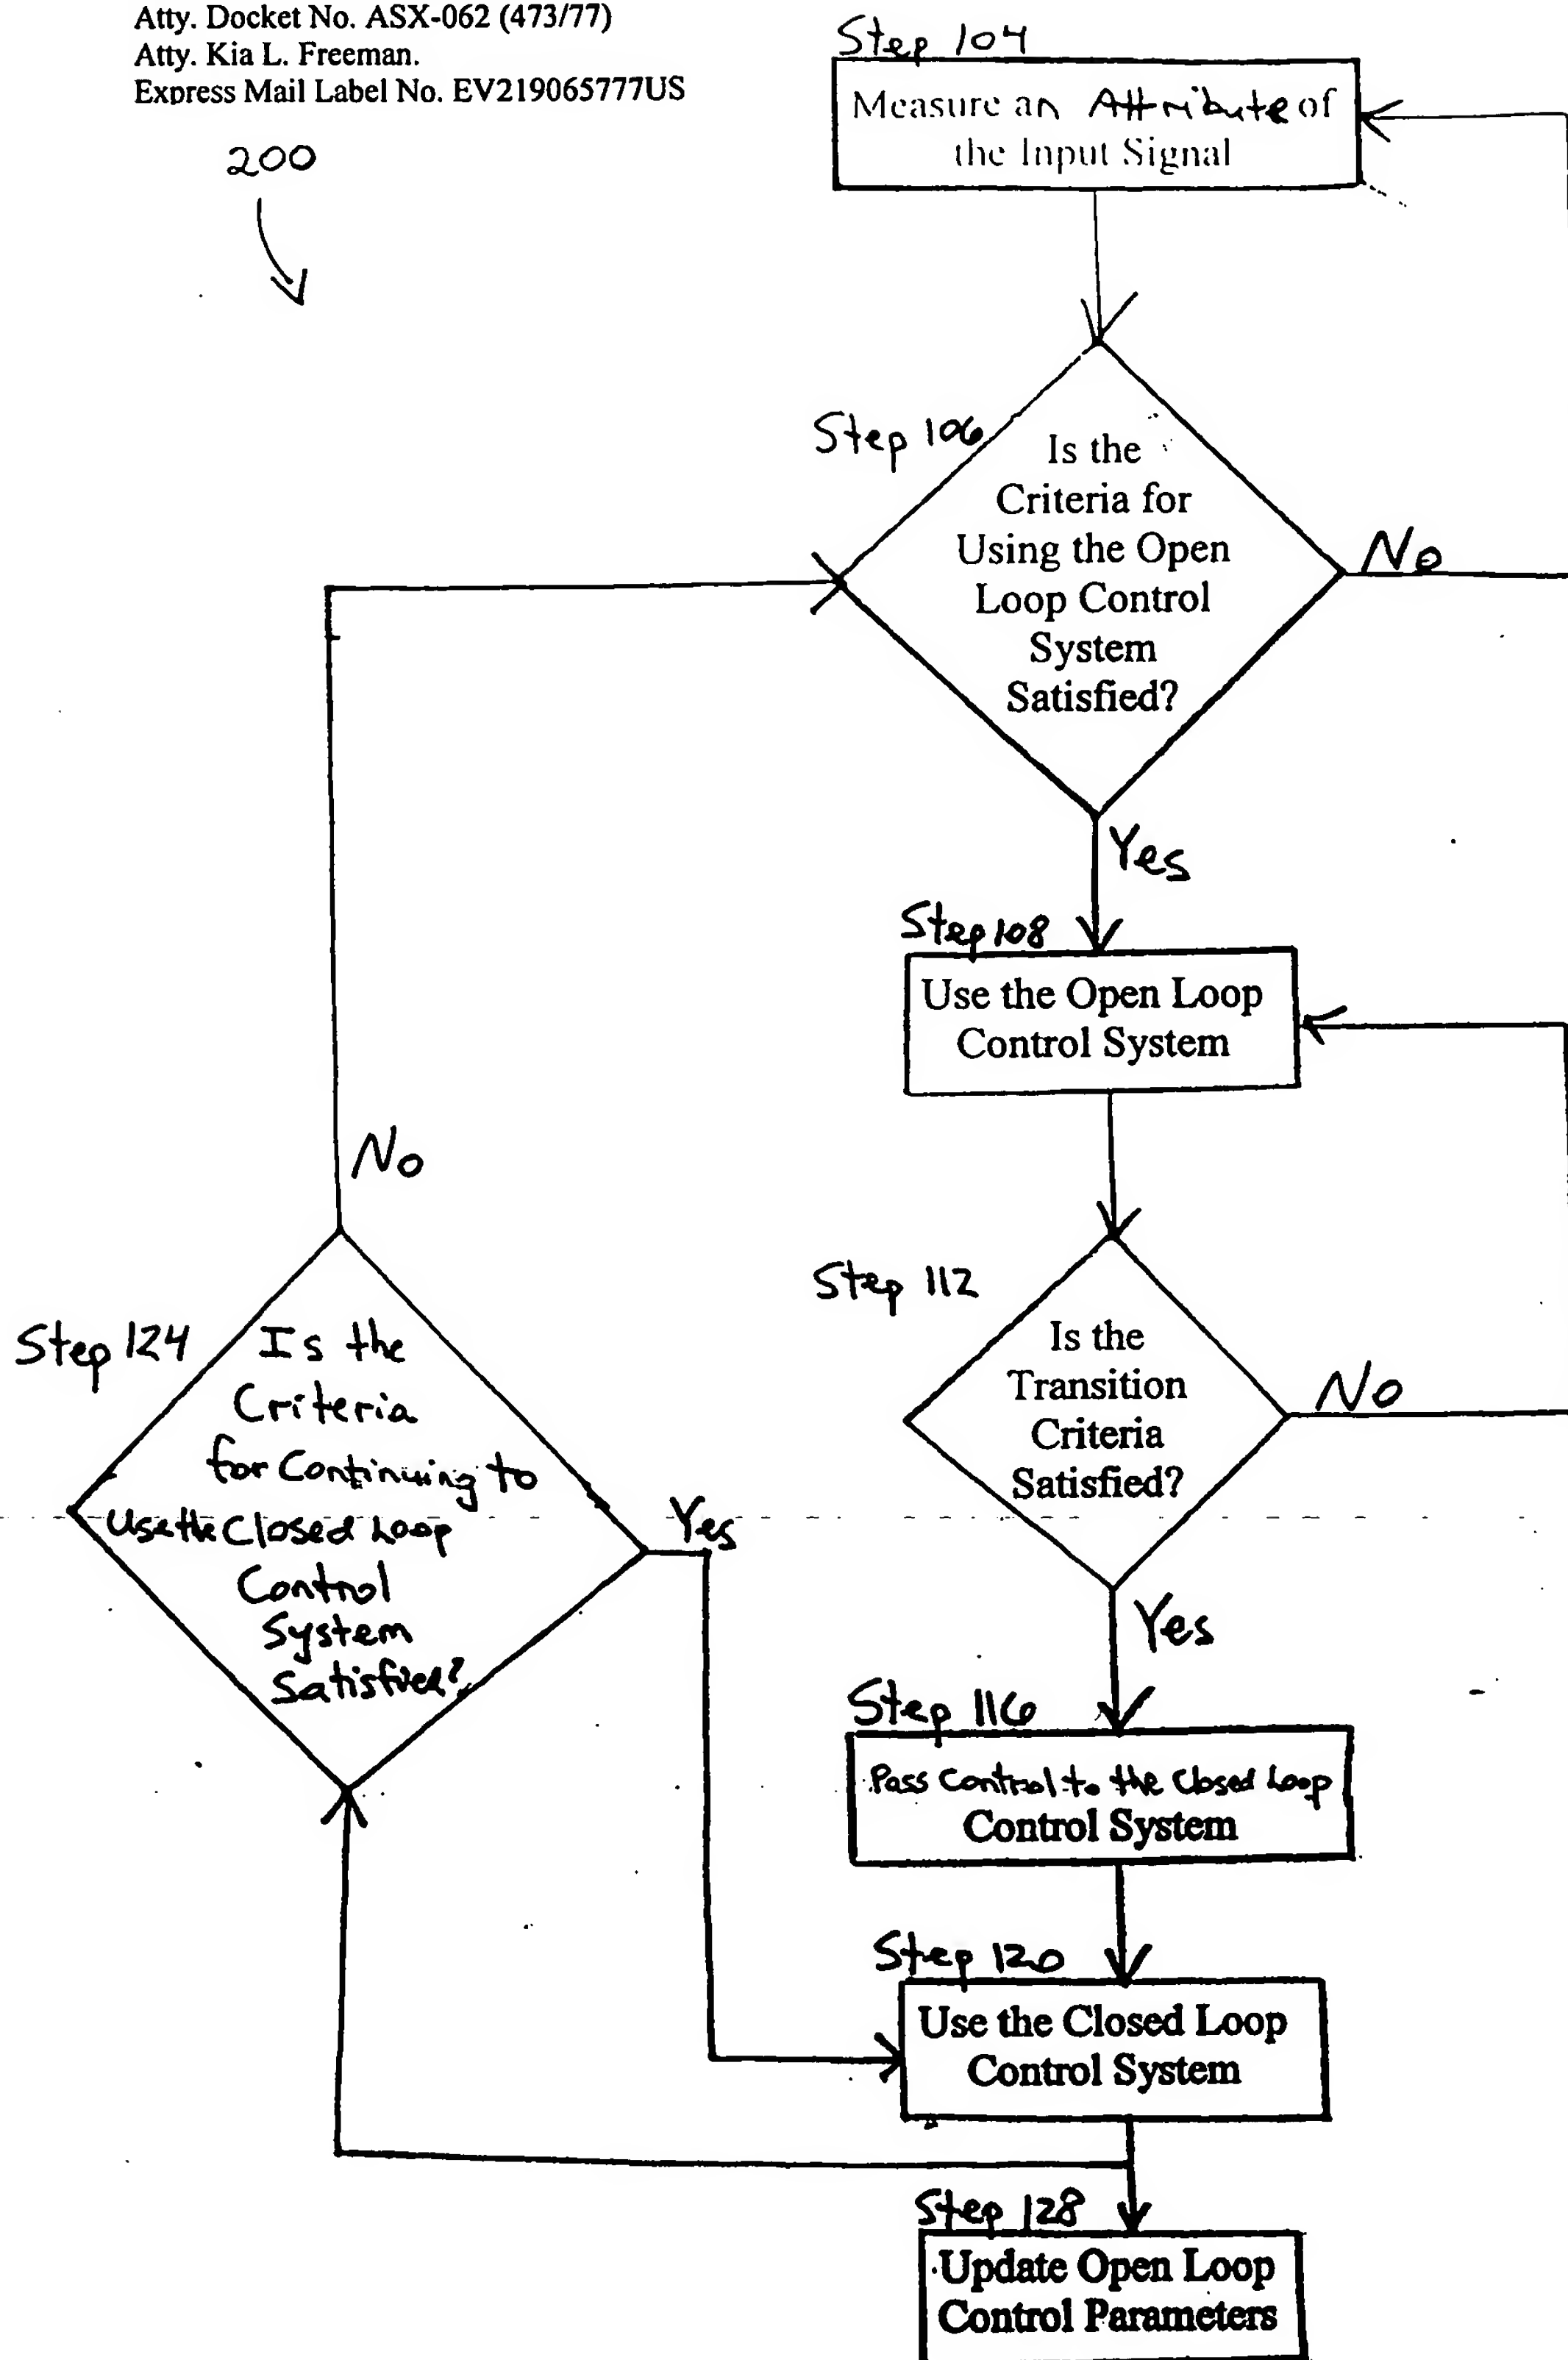 Atty. Docket No. ASX-062 (473/77)
Atty. Kia L. Freeman.
Express Mail Label No. EV219065777US
200
Step 104
Measure an Attribute of
the Input Signal
Step 106
Is the
Criteria for
Using the Open
Loop Control
System
Satisfied?
No
Yes
Step 108
Use the Open Loop
Control System
No
Step 112
Is the
Transition
Criteria
Satisfied?
No
Step 124
Is the
Criteria
for Continuing to
Use the Closed Loop
Control
System
Satisfied?
Yes
Yes
Step 116
Pass Control to the Closed Loop
Control System
Step 120
Use the Closed Loop
Control System
Step 128
Update Open Loop
Control Parameters